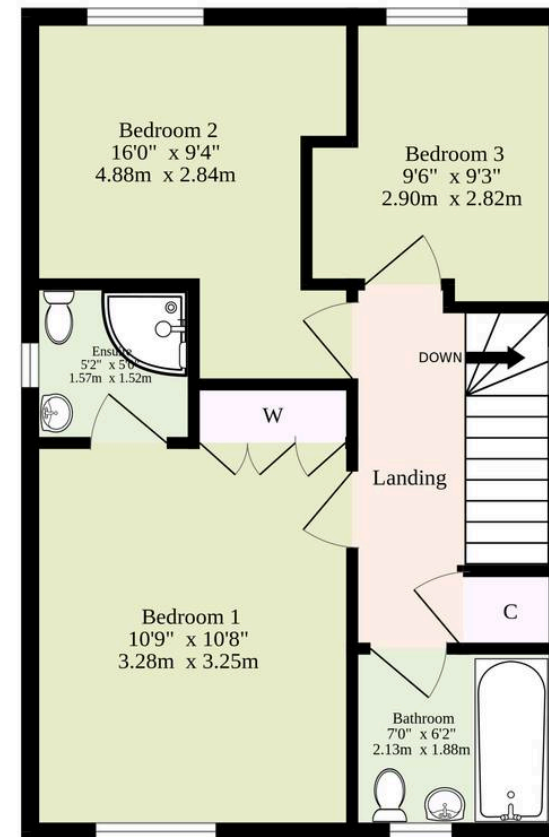 Bedroom 2
16'0" x 9'4"
4.88m x 2.84m
Bedroom 3
9'6" x 9'3"
2.90m x 2.82m
Ensuite
5'2" x 5'0"
1.57m x 1.52m
DOWN
W
Landing
Bedroom 1
10'9" x 10'8"
3.28m x 3.25m
C
Bathroom
7'0" x 6'2"
2.13m x 1.88m